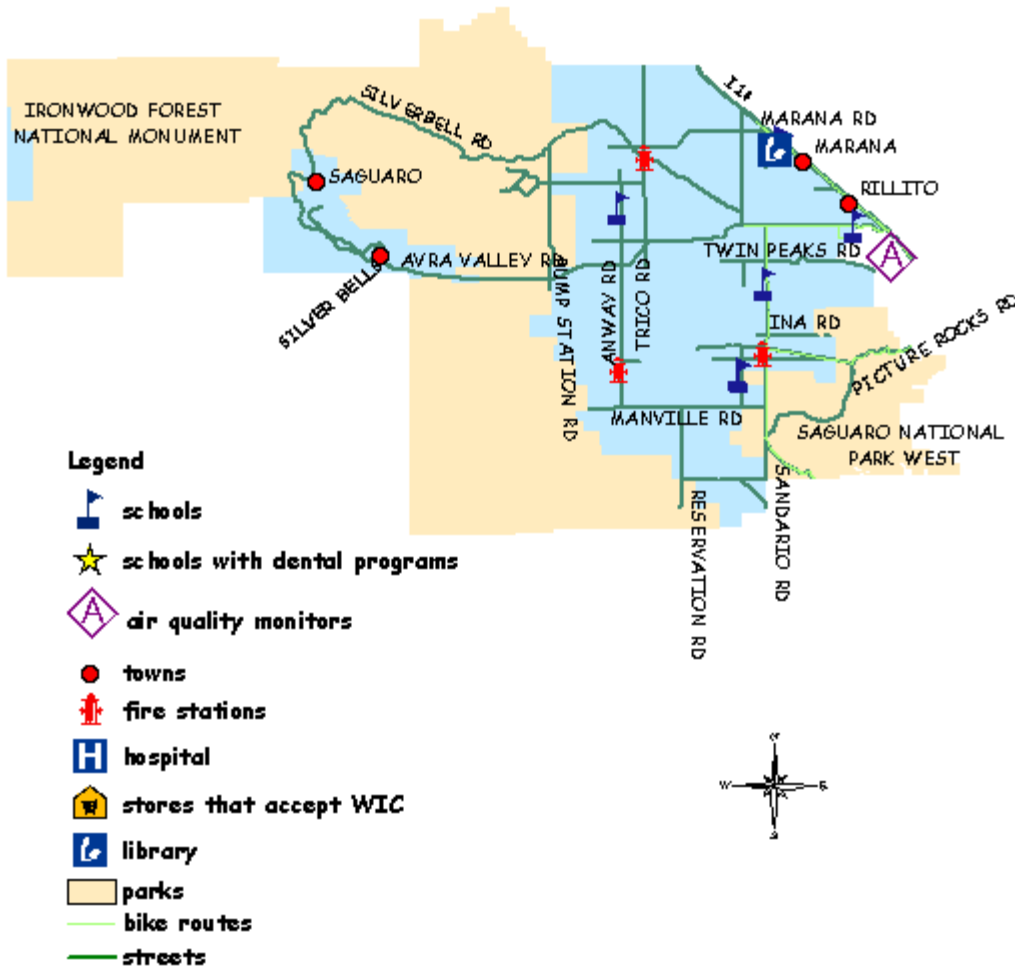 IRONWOOD FOREST
NATIONAL MONUMENT
SILVERBELL RD
I10
MARANA RD
MARANA
SAGUARO
RILLITO
AVRA VALLEY RD
TWIN PEAKS RD
A
SILVER BELLS
PUMP STATION RD
ANWAY RD
TRICO RD
INA RD
PICTURE ROCKS RD
MANVILLE RD
SAGUARO NATIONAL
PARK WEST
RESERVATION RD
SANDARIO RD
Legend
schools
schools with dental programs
A
air quality monitors
towns
fire stations
H
hospital
stores that accept WIC
library
parks
bike routes
streets
N
W
E
S